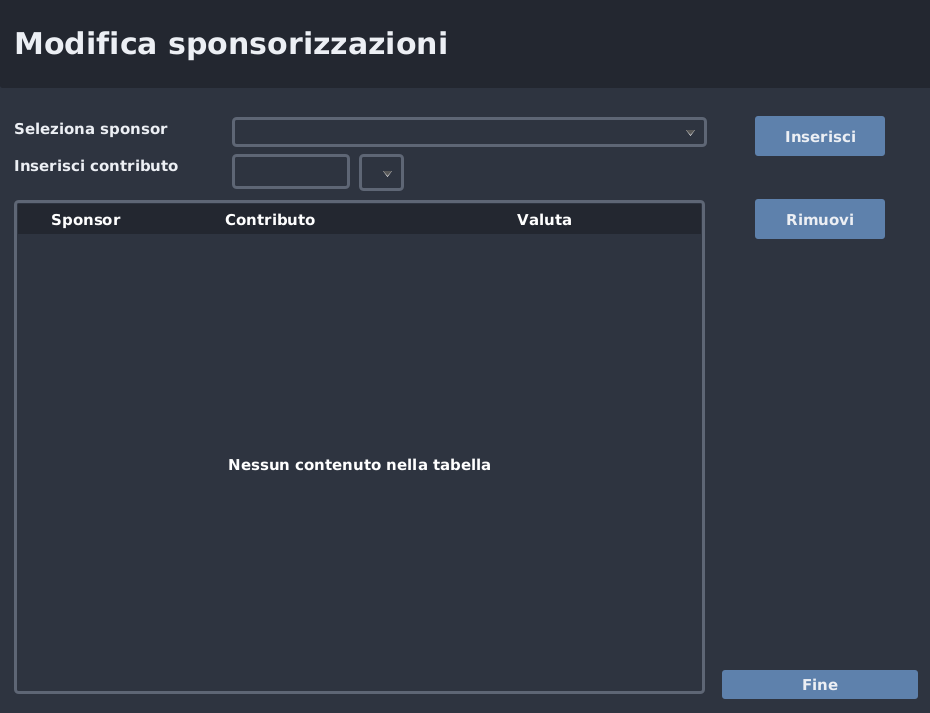 Modifica sponsorizzazioni
Seleziona sponsor
Inserisci
Inserisci contributo
Rimuovi
Sponsor Contributo Valuta
Nessun contenuto nella tabella
Fine